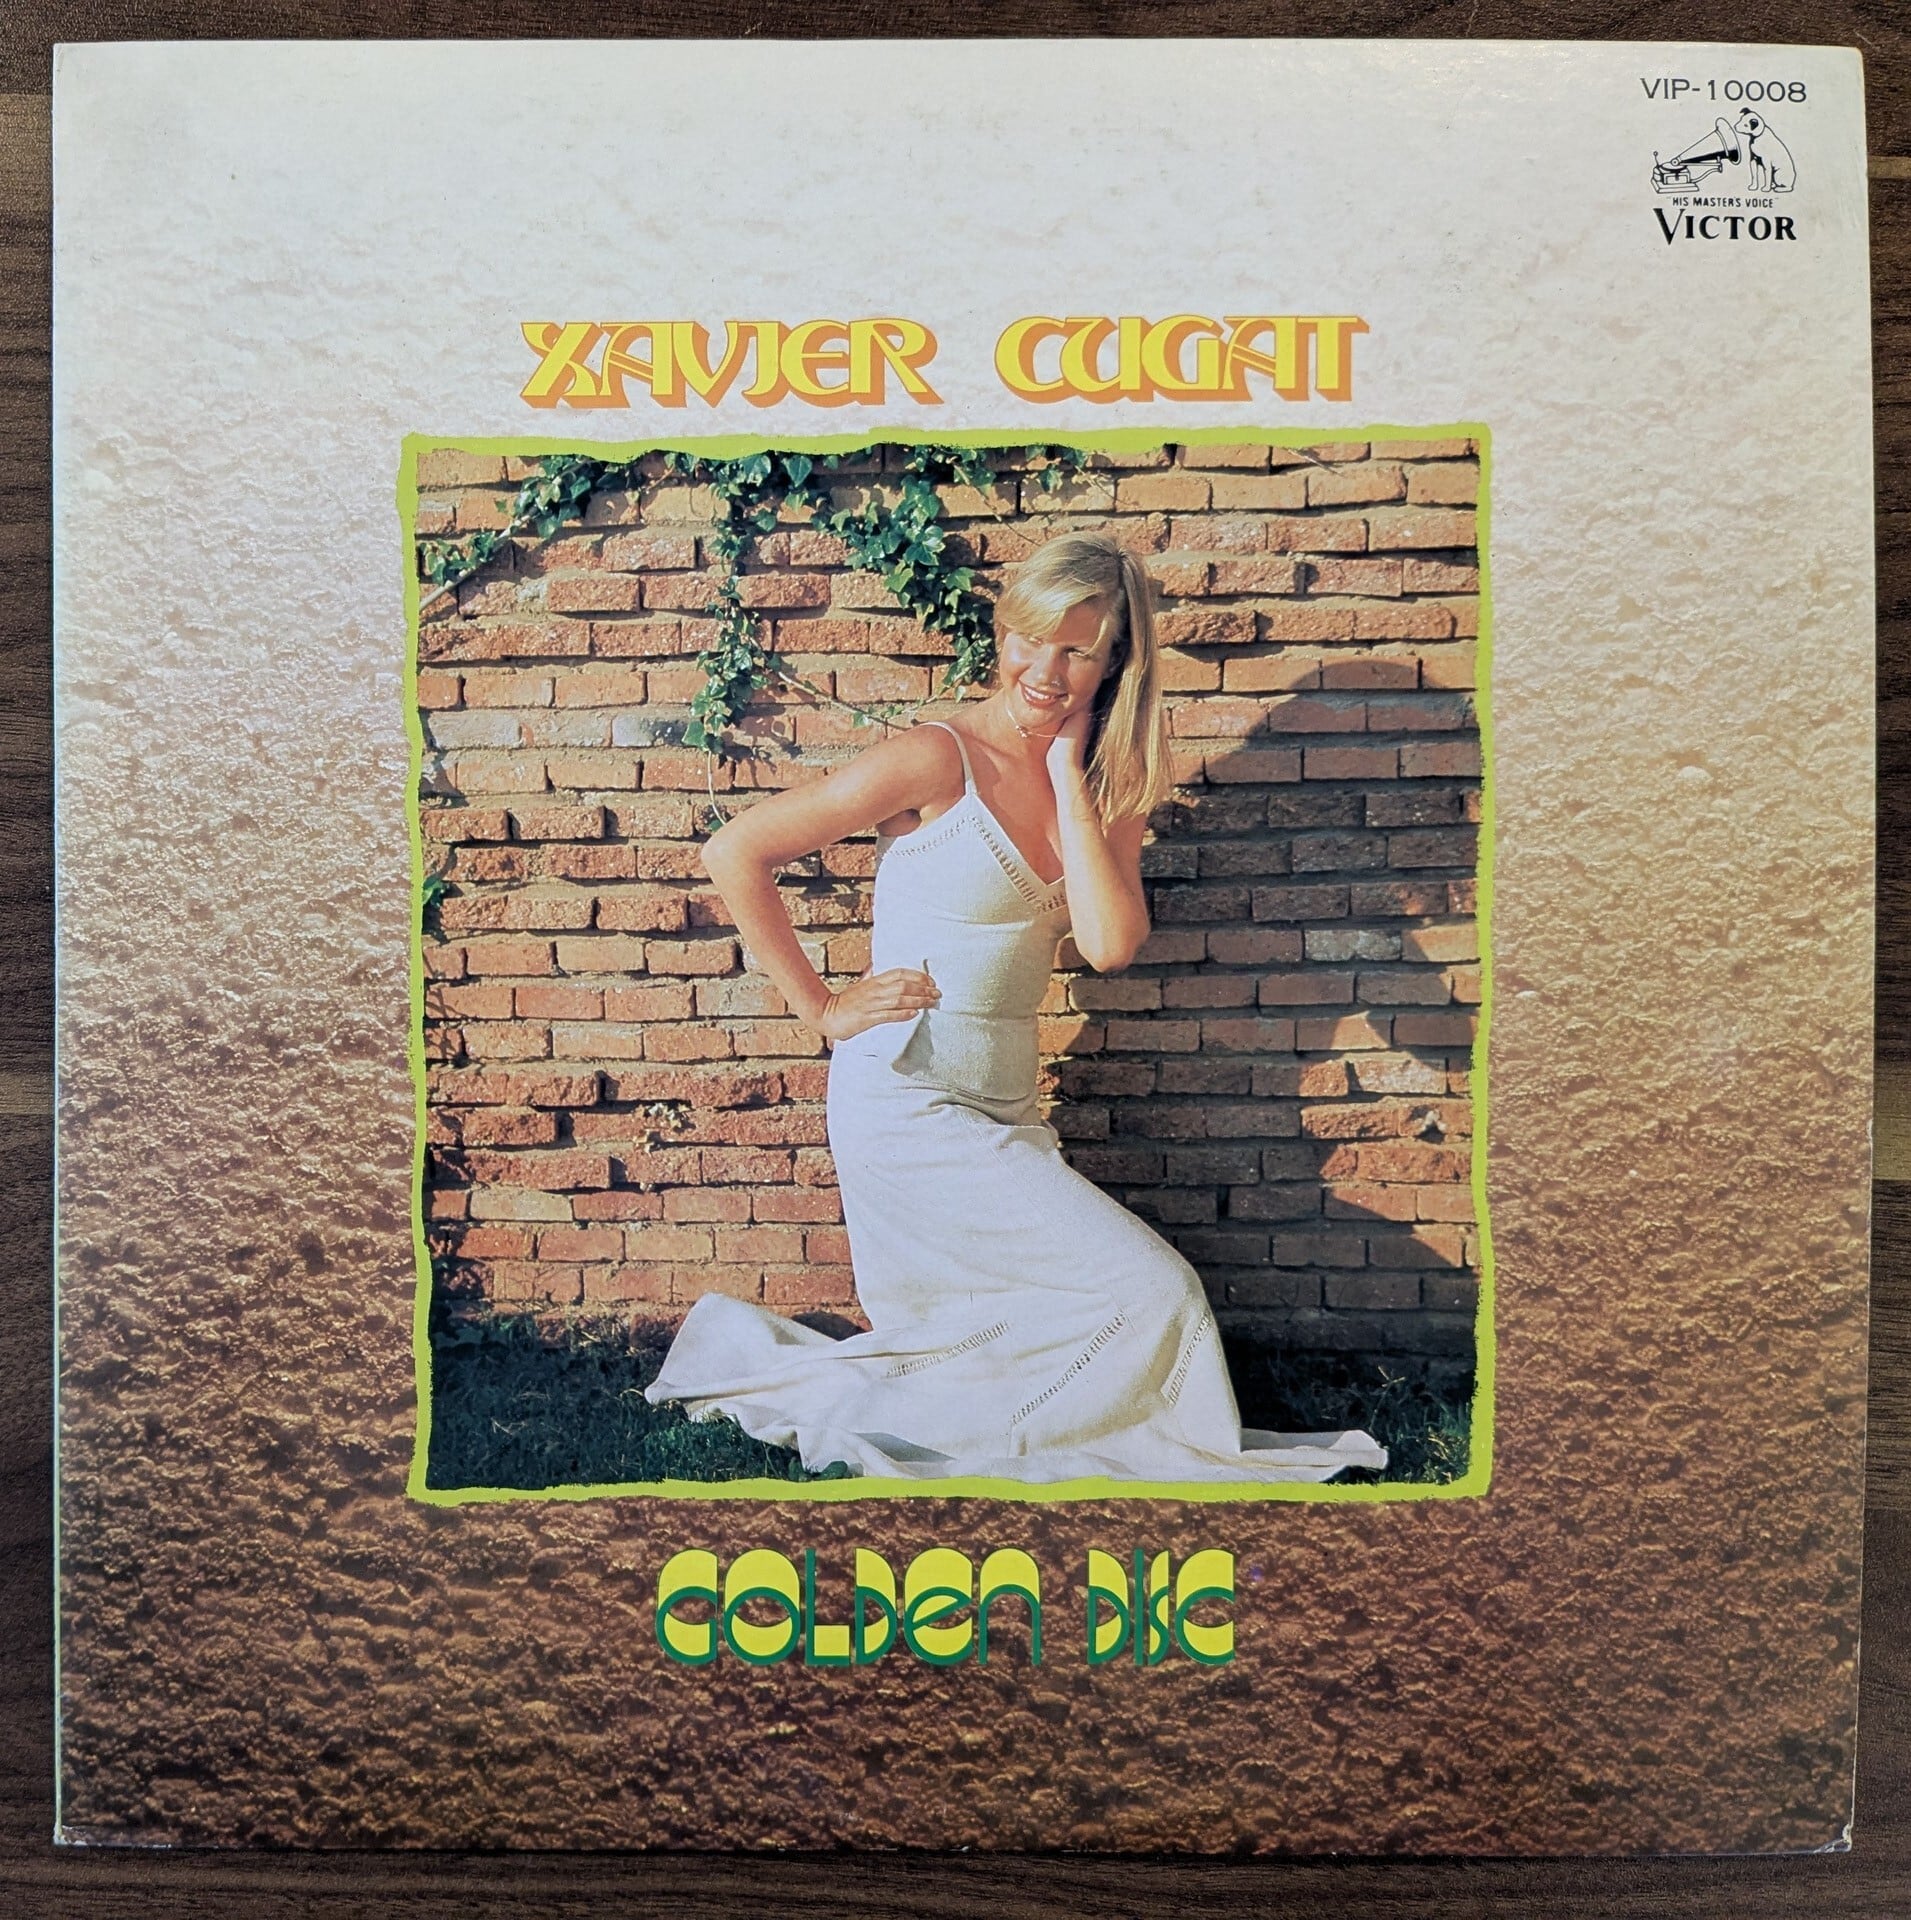 VIP-10008
"HIS MASTER'S VOICE"
VICTOR
XAVIER CUGAT
GOLDEN DISC